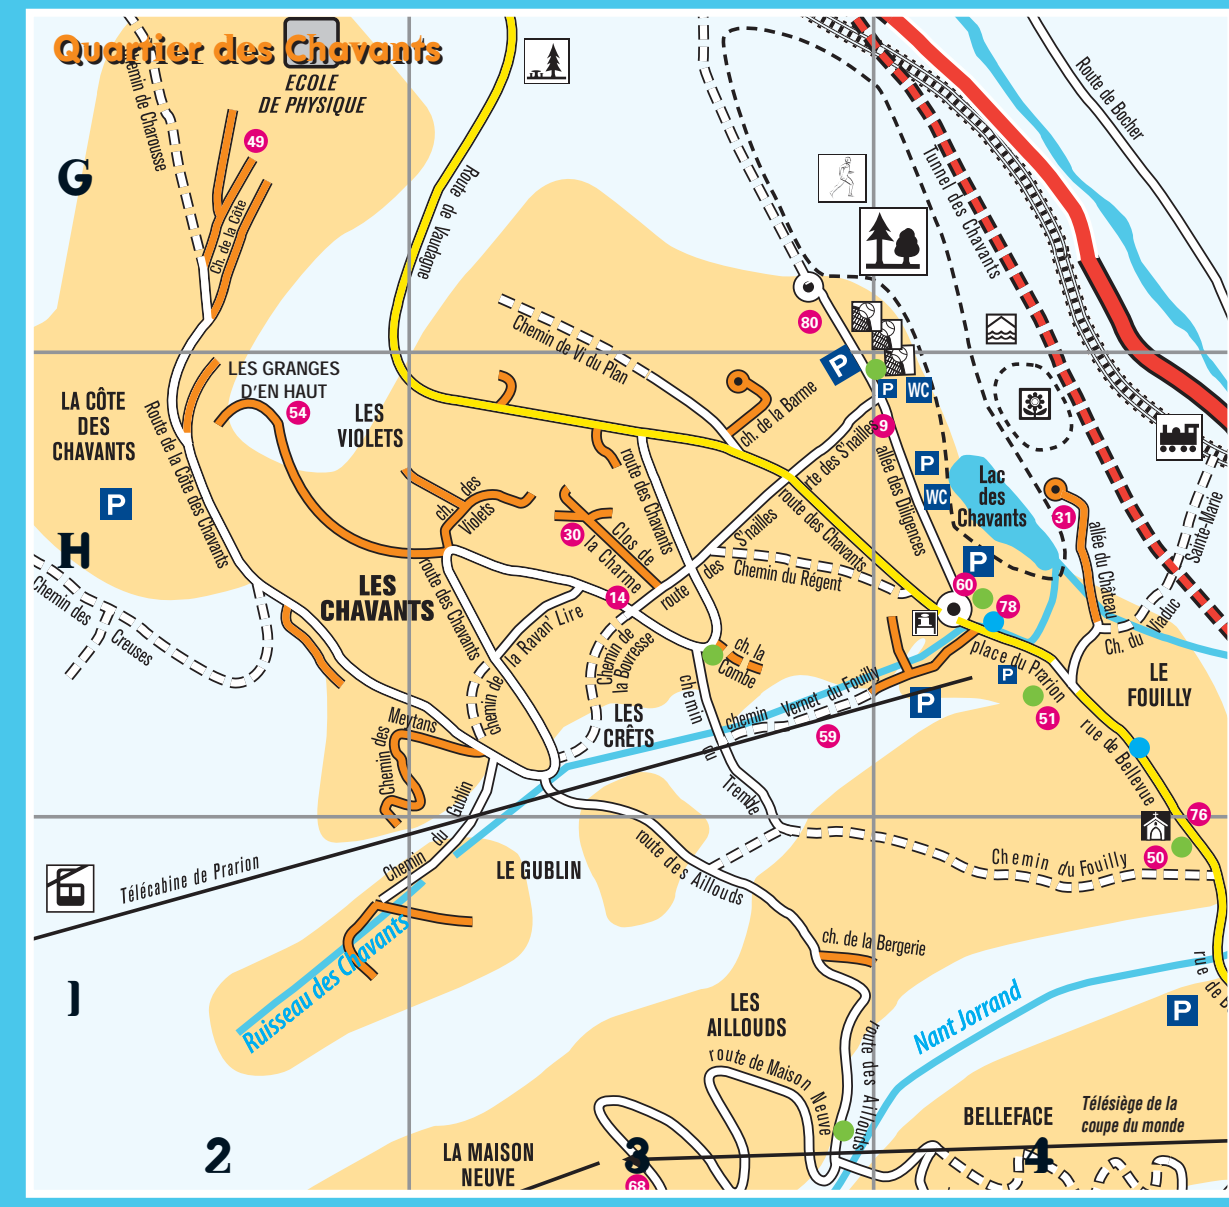 Quartier des Chavants
ECOLE
DE PHYSIQUE
Chemin de Charousse
49
G
Ch. de la Côte
Route de Vaudagne
Route de Bocher
Tunnel des Chavants
80
Chemin de Vi du Plan
LES GRANGES
D'EN HAUT
54
LA CÔTE
DES
CHAVANTS
P
LES
VIOLETS
Route de la Côte des Chavants
ch. de la Barme
P
P
WC
9
rte des S'nailles
allée des Diligences
P
WC
Lac
des
Chavants
31
allée du Château
Sainte-Marie
H
ch. des
Violets
30
Clos de
la Charme
route des Chavants
route des Chavants
route des S'nailles
Chemin du Régent
P
60
78
LES
CHAVANTS
route des Chavants
14
Chemin des Creuses
Chemin de la Ravan' Lire
Chemin de
la Bovresse
ch. la
Combe
place du Prarion
P
51
Ch. du Viaduc
LE
FOUILLY
chemin Vernet du Fouilly
59
P
LES
CRÊTS
chemin du Tremble
Chemin des Meytans
rue de Bellevue
76
50
Chemin du Gublin
Télécabine de Prarion
LE GUBLIN
route des Aillouds
Chemin du Fouilly
Ruisseau des Chavants
ch. de la Bergerie
rue de B
P
LES
AILLOUDS
route de Maison Neuve
route des Aillouds
Nant Jorrand
BELLEFACE
Télésiège de la
coupe du monde
LA MAISON
NEUVE
2
3
4
68